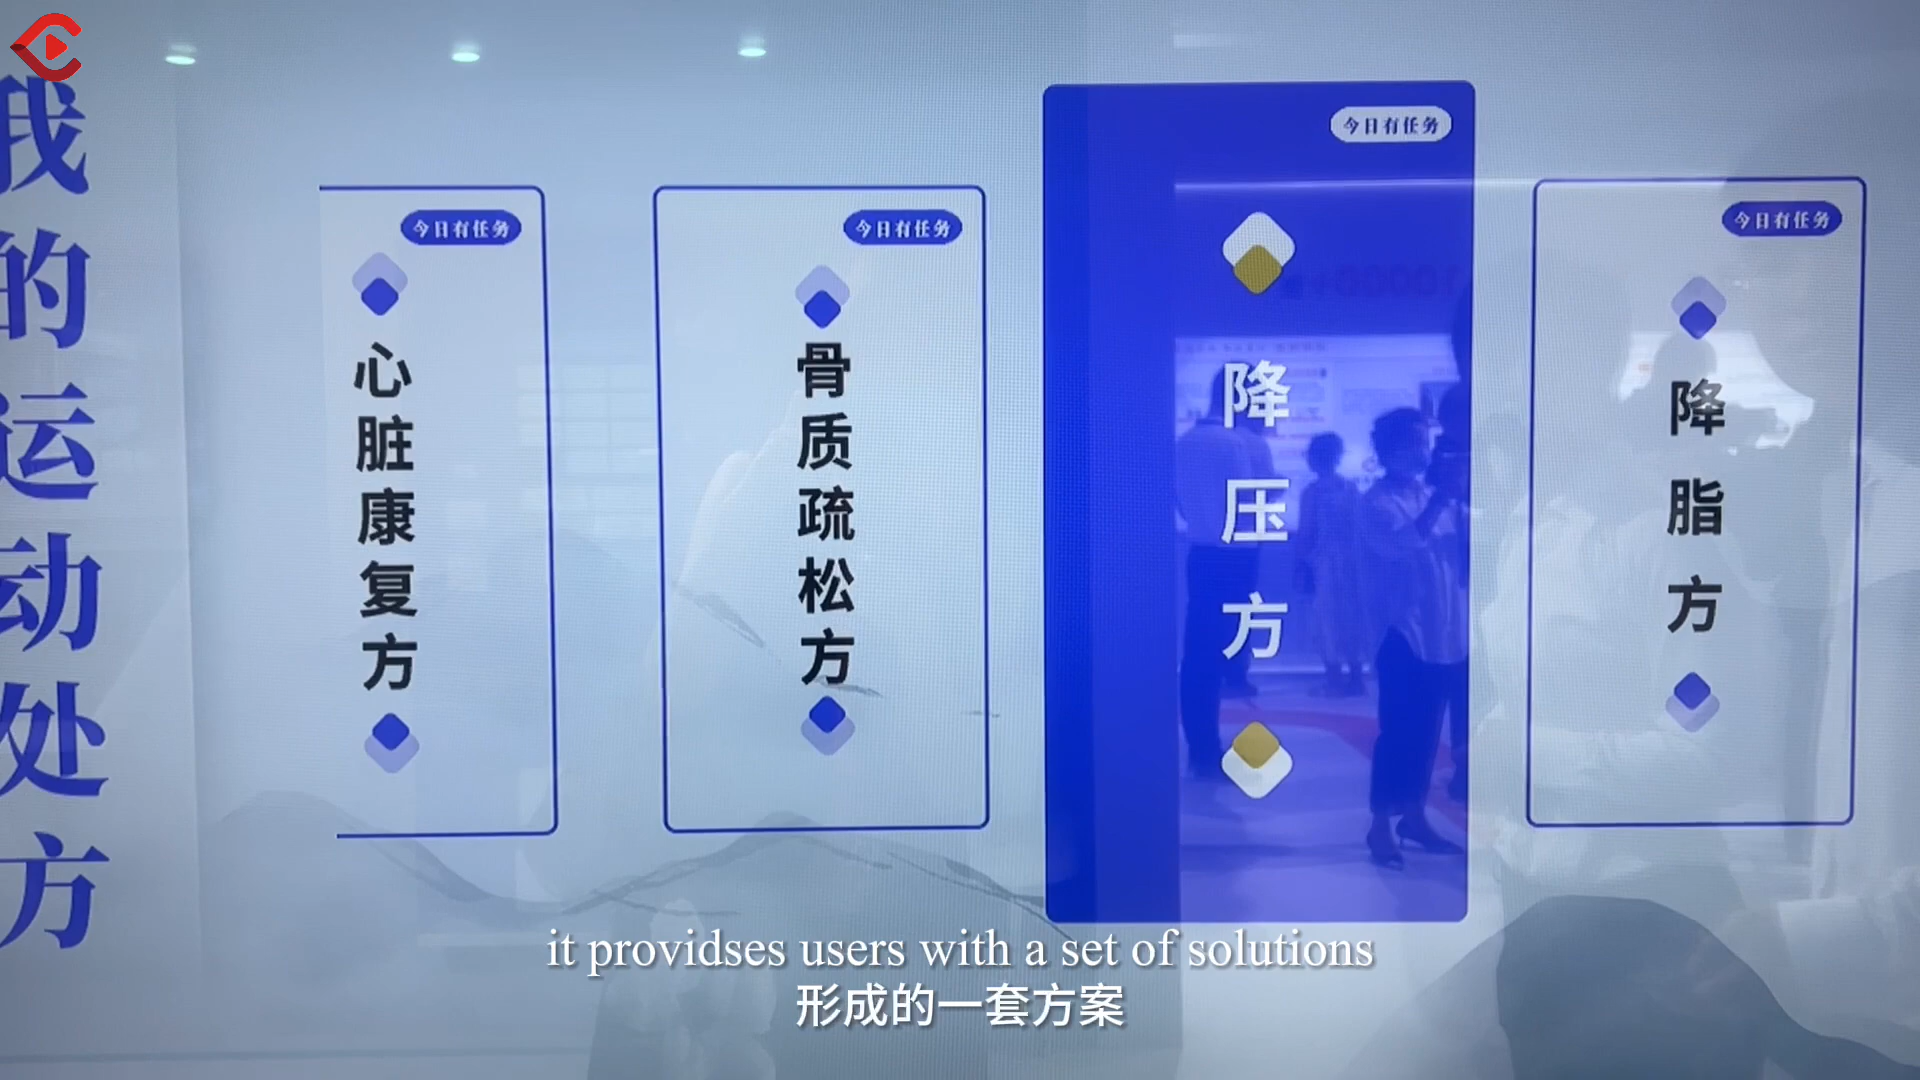 我的运动处方
今日有任务
心脏康复方
今日有任务
骨质疏松方
今日有任务
降压方
今日有任务
降脂方
it providses users with a set of solutions
形成的一套方案